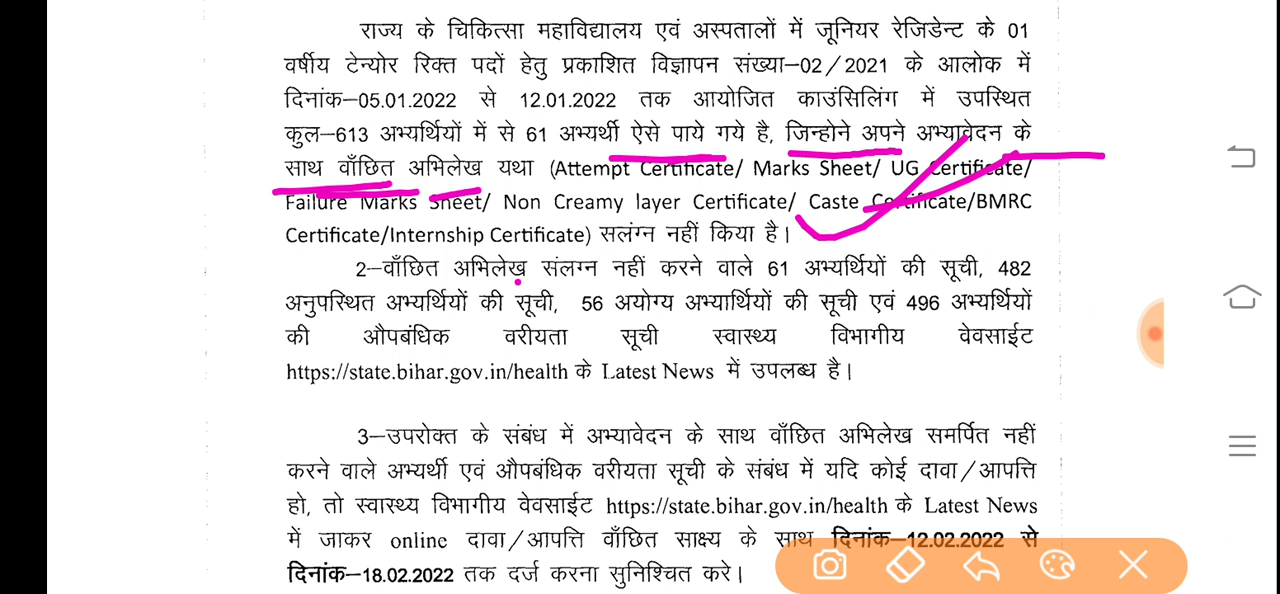 राज्य के चिकित्सा महाविद्यालय एवं अस्पतालों में जूनियर रेजिडेन्ट के 01
वर्षीय टेन्योर रिक्त पदों हेतु प्रकाशित विज्ञापन संख्या–02/2021 के आलोक में
दिनांक–05.01.2022 से 12.01.2022 तक आयोजित काउंसिलिंग में उपस्थित
कुल–613 अभ्यर्थियों में से 61 अभ्यर्थी ऐसे पाये गये है, जिन्होने अपने अभ्यावेदन के
साथ वाँछित अभिलेख यथा (Attempt Certificate/ Marks Sheet/ UG Certificate/
Failure Marks Sheet/ Non Creamy layer Certificate/ Caste Certificate/BMRC
Certificate/Internship Certificate) सलंग्न नहीं किया है।
2–वाँछित अभिलेख संलग्न नहीं करने वाले 61 अभ्यर्थियों की सूची, 482
अनुपस्थित अभ्यर्थियों की सूची, 56 अयोग्य अभ्यार्थियों की सूची एवं 496 अभ्यर्थियों
की औपबंधिक वरीयता सूची स्वास्थ्य विभागीय वेवसाईट
https://state.bihar.gov.in/health के Latest News में उपलब्ध है।
3–उपरोक्त के संबंध में अभ्यावेदन के साथ वाँछित अभिलेख समर्पित नहीं
करने वाले अभ्यर्थी एवं औपबंधिक वरीयता सूची के संबंध में यदि कोई दावा/आपत्ति
हो, तो स्वास्थ्य विभागीय वेवसाईट https://state.bihar.gov.in/health के Latest News
में जाकर online दावा/आपत्ति वाँछित साक्ष्य के साथ दिनांक–12.02.2022 से
दिनांक–18.02.2022 तक दर्ज करना सुनिश्चित करे।